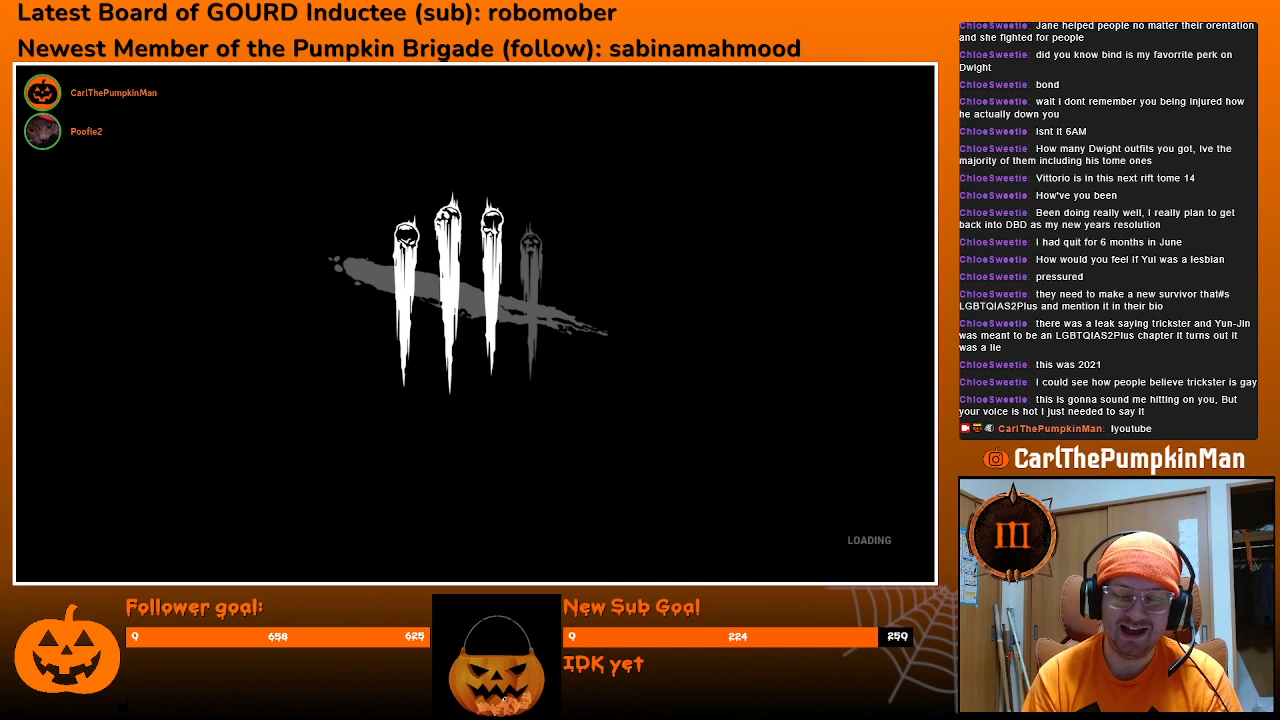 Latest Board of GOURD Inductee (sub): robomober
Newest Member of the Pumpkin Brigade (follow): sabinamahmood
CarlThePumpkinMan
Poofle2
LOADING
ChloeSweetie: Jane helped people no matter their orentation
and she fighted for people
ChloeSweetie: did you know bind is my favorite perk on
Dwight
ChloeSweetie: bond
ChloeSweetie: wait i dont remember you being injured how
he actually down you
ChloeSweetie: isnt it 6AM
ChloeSweetie: How many Dwight outfits you got, Ive the
majority of them including his tome ones
ChloeSweetie: Vittorio is in this next rift tome 14
ChloeSweetie: How've you been
ChloeSweetie: Been doing really well, I really plan to get
back into DBD as my new years resolution
ChloeSweetie: I had quit for 6 months in June
ChloeSweetie: How would you feel if Yui was a lesbian
ChloeSweetie: pressured
ChloeSweetie: they need to make a new survivor that#s
LGBTQIAS2Plus and mention it in their bio
ChloeSweetie: there was a leak saying trickster and Yun-Jin
was meant to be an LGBTQIAS2Plus chapter it turns out it
was a lie
ChloeSweetie: this was 2021
ChloeSweetie: I could see how people believe trickster is gay
ChloeSweetie: this is gonna sound me hitting on you, But
your voice is hot I just needed to say it
CarlThePumpkinMan: !youtube
CarlThePumpkinMan
III
Follower goal:
0 658 625
New Sub Goal
0 224 250
IDK yet